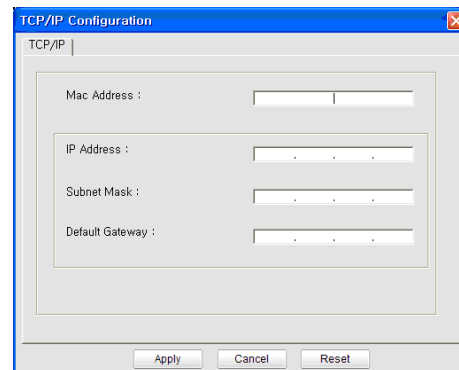 TCP/IP Configuration
TCP/IP
Mac Address :
IP Address :
. . .
Subnet Mask :
. . .
Default Gateway :
. . .
Apply Cancel Reset